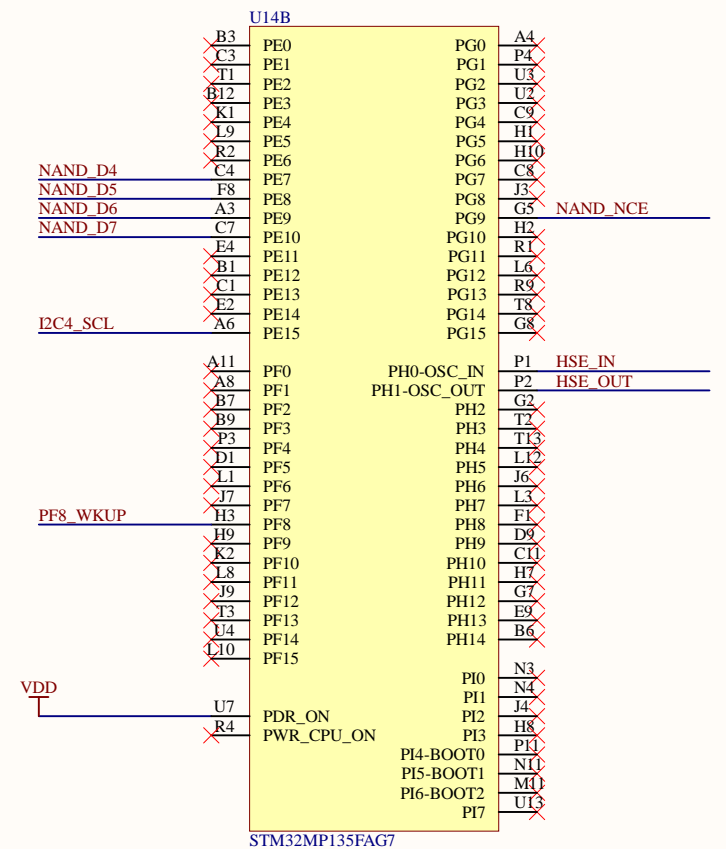 U14B
B3 PE0 PG0 A4
C3 PE1 PG1 P4
T1 PE2 PG2 U3
B12 PE3 PG3 U2
K1 PE4 PG4 C9
L9 PE5 PG5 H1
R2 PE6 PG6 H10
NAND_D4 C4 PE7 PG7 C8
NAND_D5 F8 PE8 PG8 J3
NAND_D6 A3 PE9 PG9 G5 NAND_NCE
NAND_D7 C7 PE10 PG10 H2
E4 PE11 PG11 R1
B1 PE12 PG12 L6
C1 PE13 PG13 R9
E2 PE14 PG14 T8
I2C4_SCL A6 PE15 PG15 G8
A11 PF0 PH0-OSC_IN P1 HSE_IN
A8 PF1 PH1-OSC_OUT P2 HSE_OUT
B7 PF2 PH2 G2
B9 PF3 PH3 T2
P3 PF4 PH4 T13
D1 PF5 PH5 L12
L1 PF6 PH6 J6
J7 PF7 PH7 L3
PF8_WKUP H3 PF8 PH8 F1
H9 PF9 PH9 D9
K2 PF10 PH10 C11
L8 PF11 PH11 H7
J9 PF12 PH12 G7
T3 PF13 PH13 E9
U4 PF14 PH14 B6
L10 PF15
PI0 N3
VDD PI1 N4
U7 PDR_ON PI2 J4
R4 PWR_CPU_ON PI3 H8
PI4-BOOT0 P11
PI5-BOOT1 N11
PI6-BOOT2 M11
PI7 U13
STM32MP135FAG7